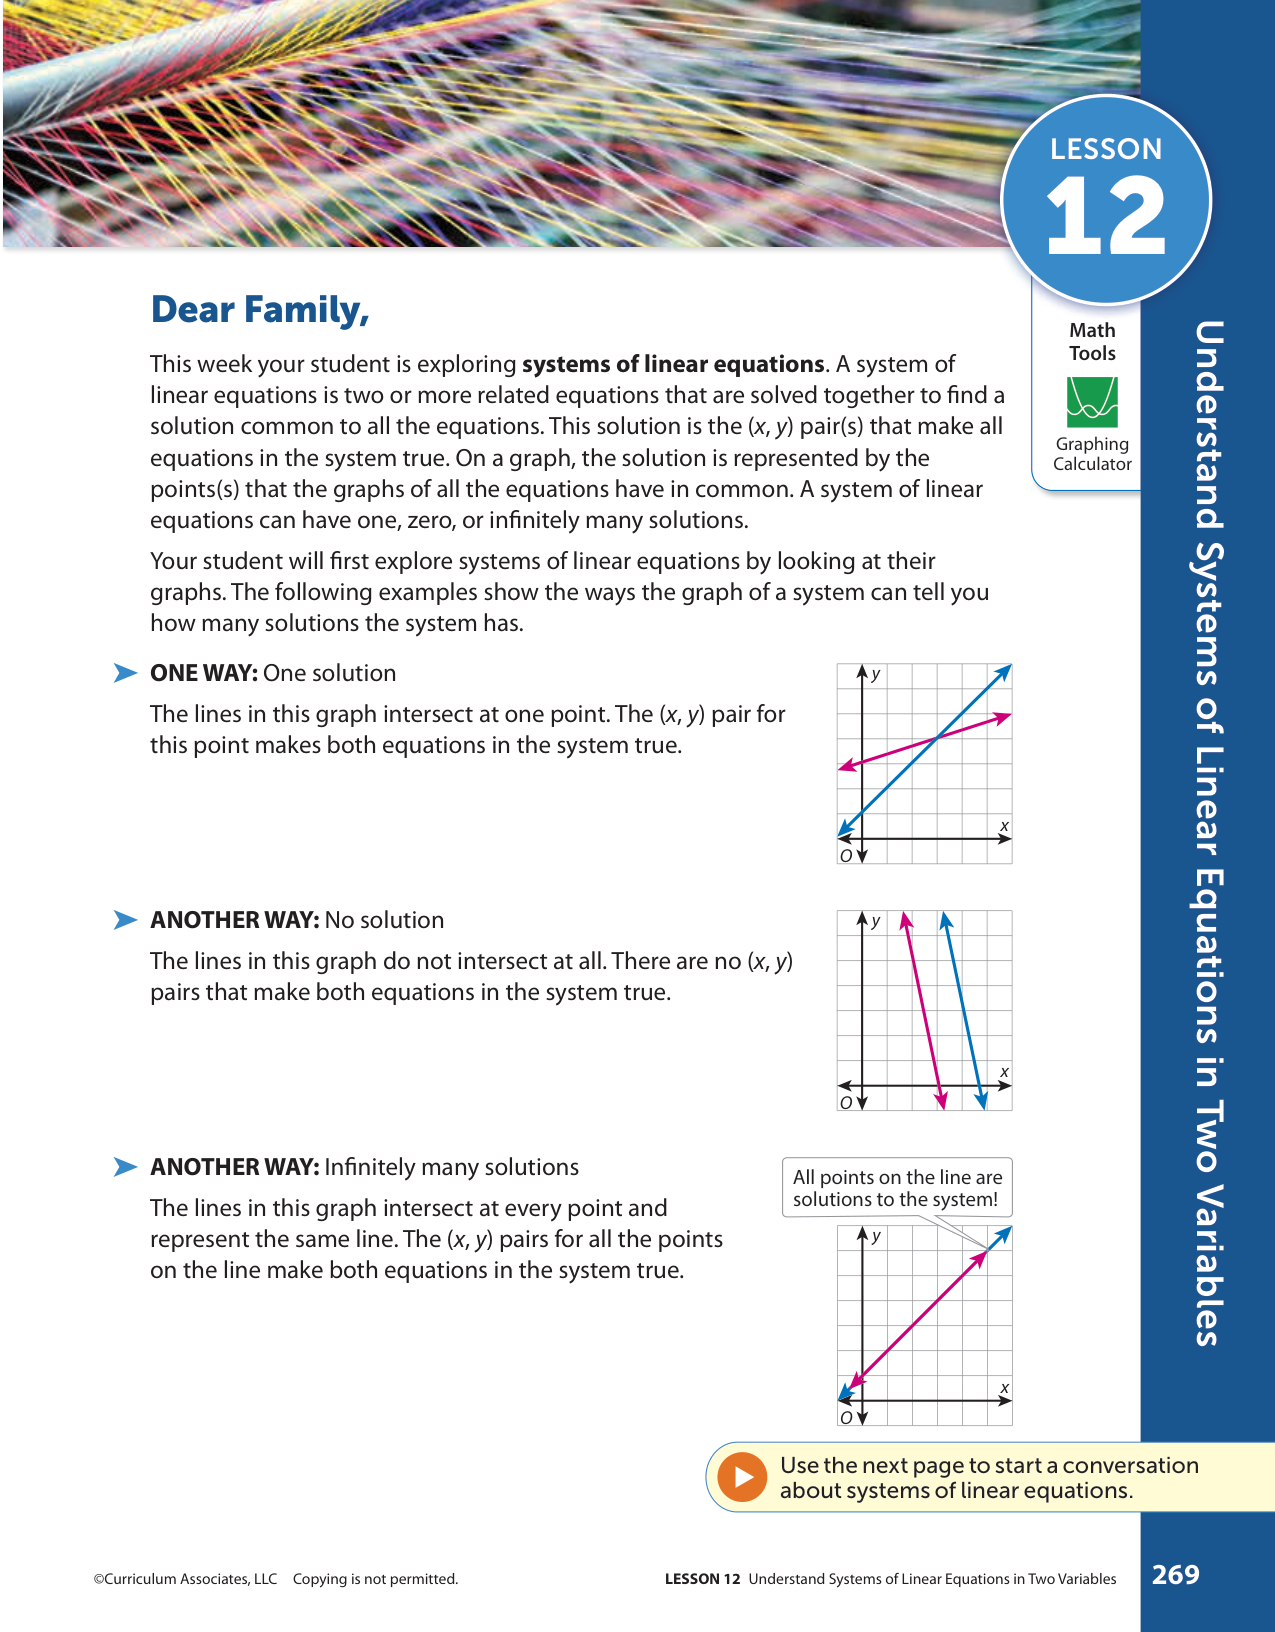 LESSON
12
Math
Tools
Graphing
Calculator
Understand Systems of Linear Equations in Two Variables
Dear Family,
This week your student is exploring systems of linear equations. A system of
linear equations is two or more related equations that are solved together to find a
solution common to all the equations. This solution is the (x, y) pair(s) that make all
equations in the system true. On a graph, the solution is represented by the
points(s) that the graphs of all the equations have in common. A system of linear
equations can have one, zero, or infinitely many solutions.
Your student will first explore systems of linear equations by looking at their
graphs. The following examples show the ways the graph of a system can tell you
how many solutions the system has.
ONE WAY: One solution
The lines in this graph intersect at one point. The (x, y) pair for
this point makes both equations in the system true.
y
x
O
ANOTHER WAY: No solution
The lines in this graph do not intersect at all. There are no (x, y)
pairs that make both equations in the system true.
y
x
O
ANOTHER WAY: Infinitely many solutions
The lines in this graph intersect at every point and
represent the same line. The (x, y) pairs for all the points
on the line make both equations in the system true.
All points on the line are
solutions to the system!
y
x
O
Use the next page to start a conversation
about systems of linear equations.
©Curriculum Associates, LLC Copying is not permitted.
LESSON 12 Understand Systems of Linear Equations in Two Variables
269